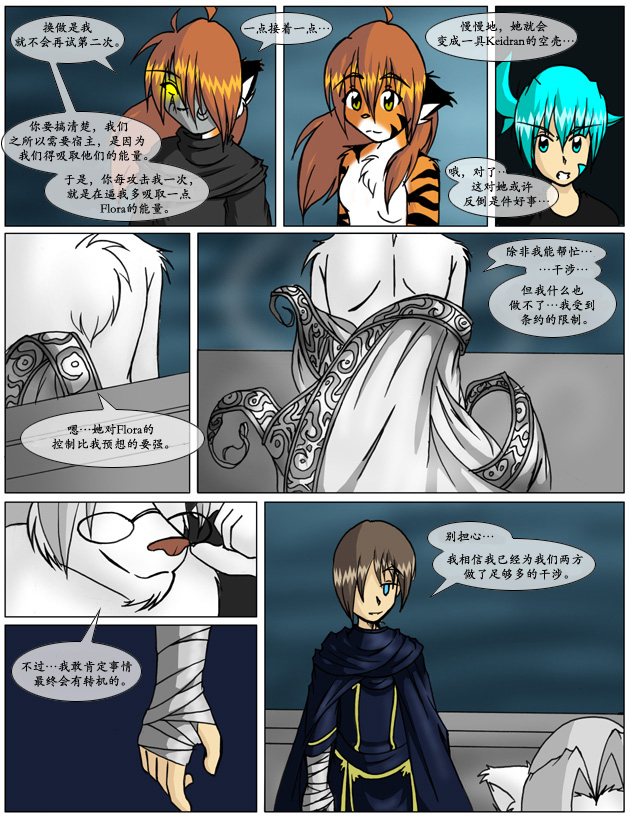 换做是我
就不会再试第二次。
你要搞清楚，我们
之所以需要宿主，是因为
我们得吸取他们的能量。
于是，你每攻击我一次，
就是在逼我多吸取一点
Flora的能量。
一点接着一点…
慢慢地，她就会
变成一具Keidran的空壳…
哦，对了…
这对她或许
反倒是件好事…
嗯…她对Flora的
控制比我预想的要强。
除非我能帮忙…
…干涉…
但我什么也
做不了…我受到
条约的限制。
不过…我敢肯定事情
最终会有转机的。
别担心…
我相信我已经为我们两方
做了足够多的干涉。